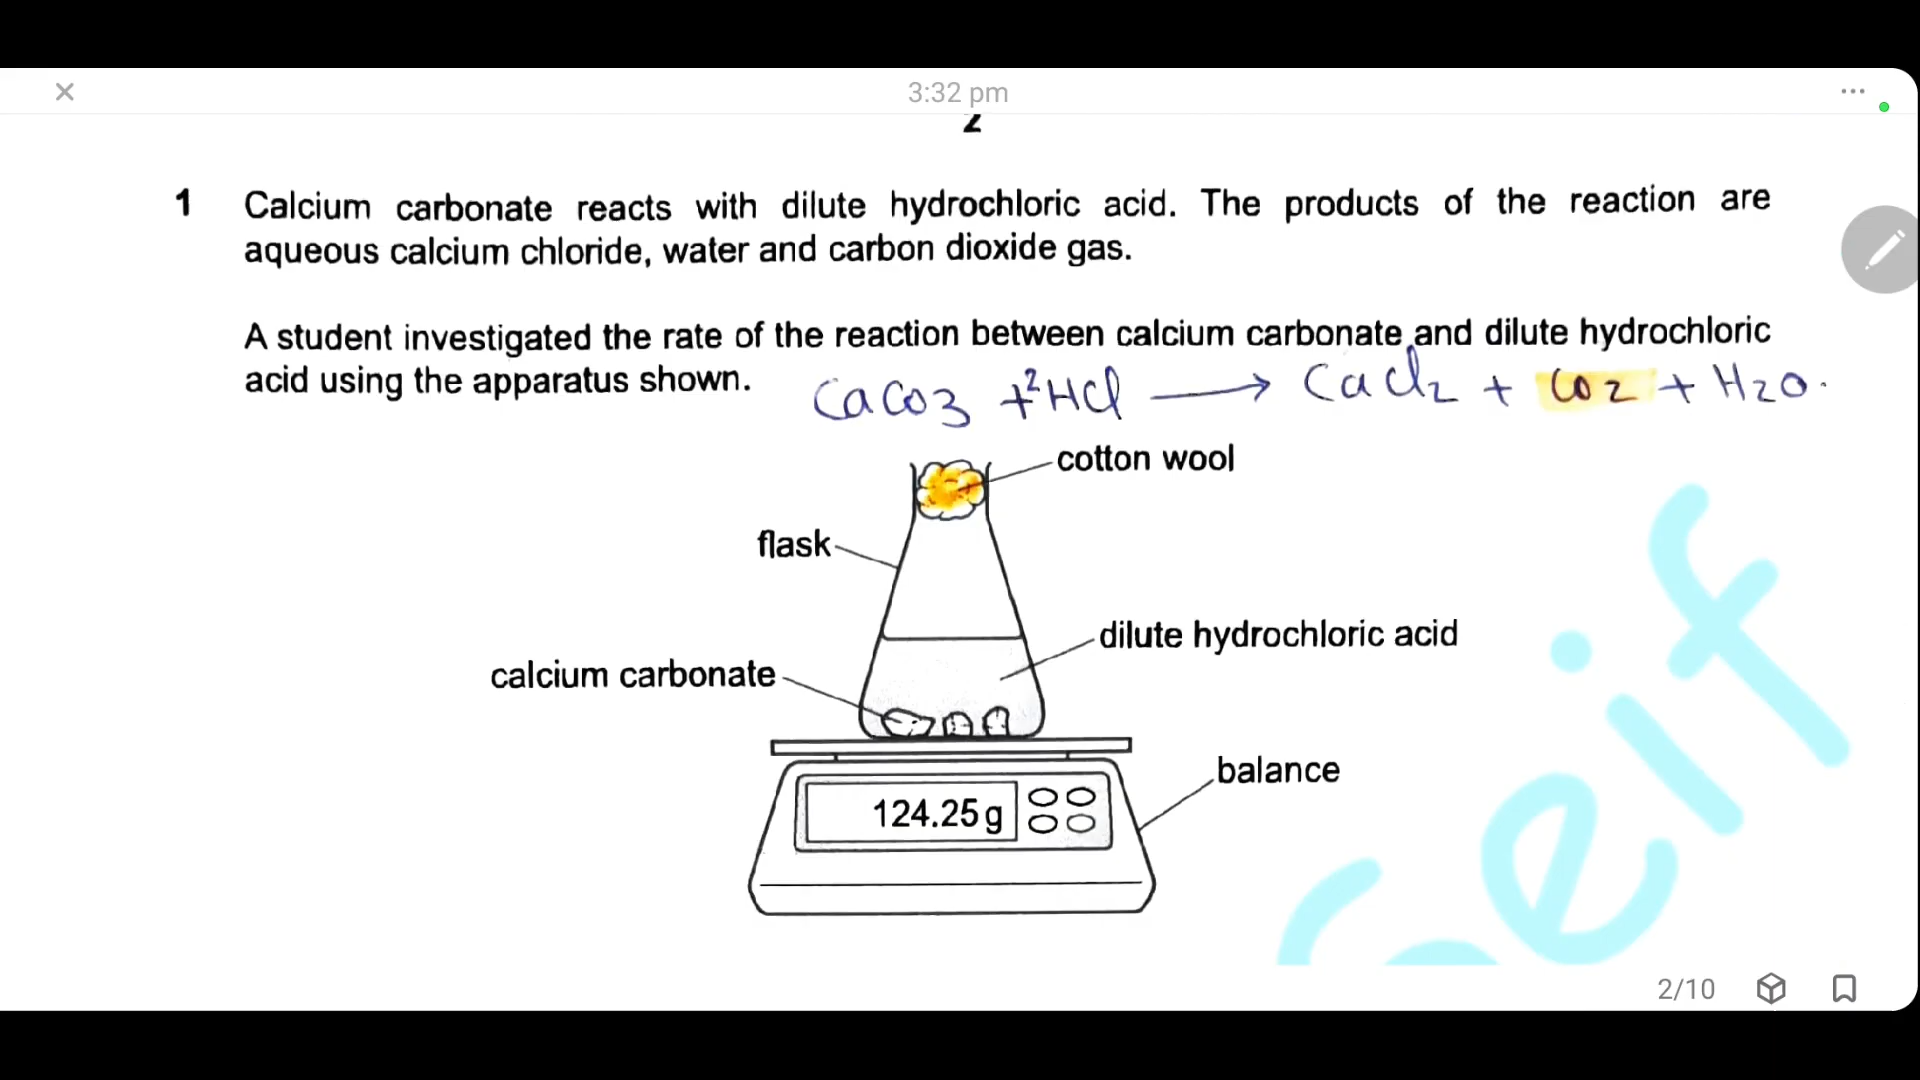 3:32 pm
2
1 Calcium carbonate reacts with dilute hydrochloric acid. The products of the reaction are
aqueous calcium chloride, water and carbon dioxide gas.
A student investigated the rate of the reaction between calcium carbonate and dilute hydrochloric
acid using the apparatus shown.
CaCO3 + 2HCl → CaCl2 + CO2 + H2O.
cotton wool
flask
dilute hydrochloric acid
calcium carbonate
balance
124.25 g
Seif
2/10